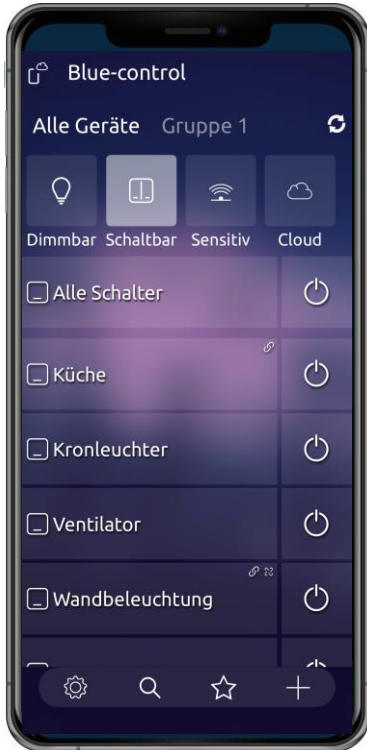 Blue-control
Alle Geräte Gruppe 1
Dimmbar Schaltbar Sensitiv Cloud
Alle Schalter
Küche
Kronleuchter
Ventilator
Wandbeleuchtung